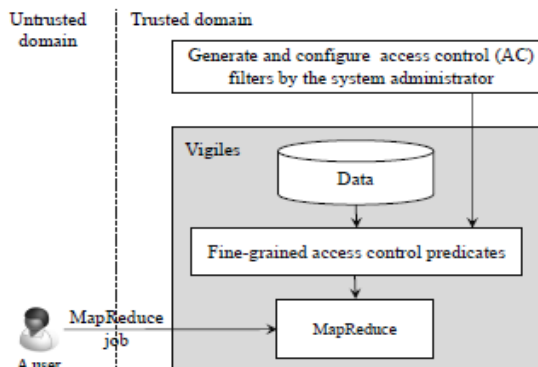 Untrusted domain
Trusted domain
Generate and configure access control (AC)
filters by the system administrator
Vigiles
Data
Fine-grained access control predicates
MapReduce
MapReduce
job
A user